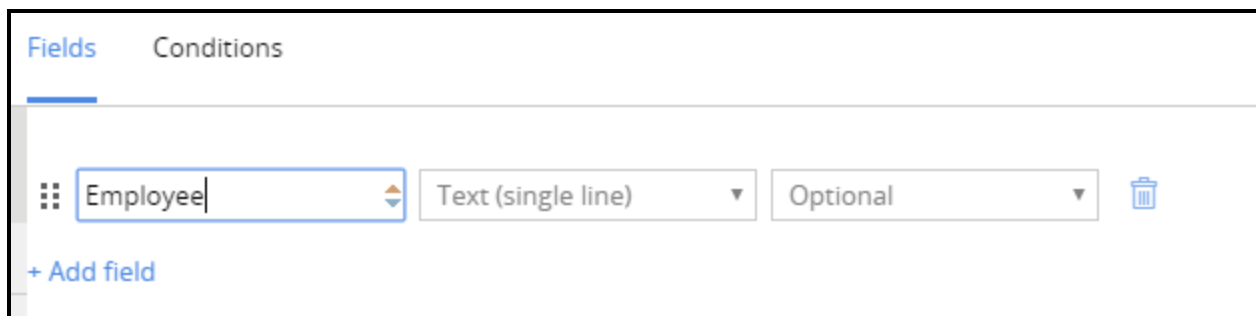 Fields Conditions
Employee Text (single line) Optional
+ Add field